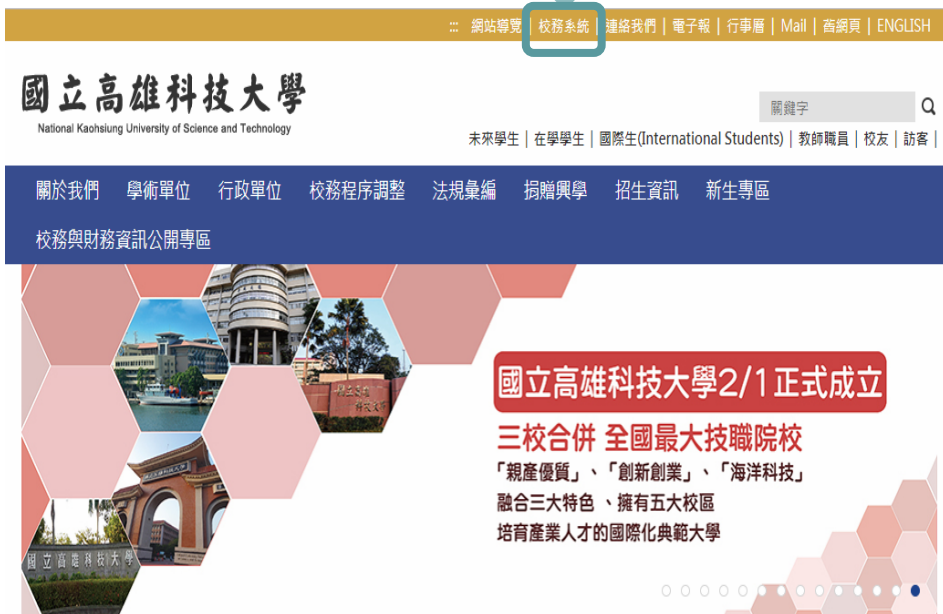 ::: 網站導覽 | 校務系統 | 連絡我們 | 電子報 | 行事曆 | Mail | 舊網頁 | ENGLISH
國立高雄科技大學
National Kaohsiung University of Science and Technology
關鍵字
未來學生 | 在學學生 | 國際生(International Students) | 教師職員 | 校友 | 訪客 |
關於我們 學術單位 行政單位 校務程序調整 法規彙編 捐贈興學 招生資訊 新生專區
校務與財務資訊公開專區
國立高雄科技大學2/1正式成立
三校合併 全國最大技職院校
「親產優質」、「創新創業」、「海洋科技」
融合三大特色 、擁有五大校區
培育產業人才的國際化典範大學
國立高雄科技大學